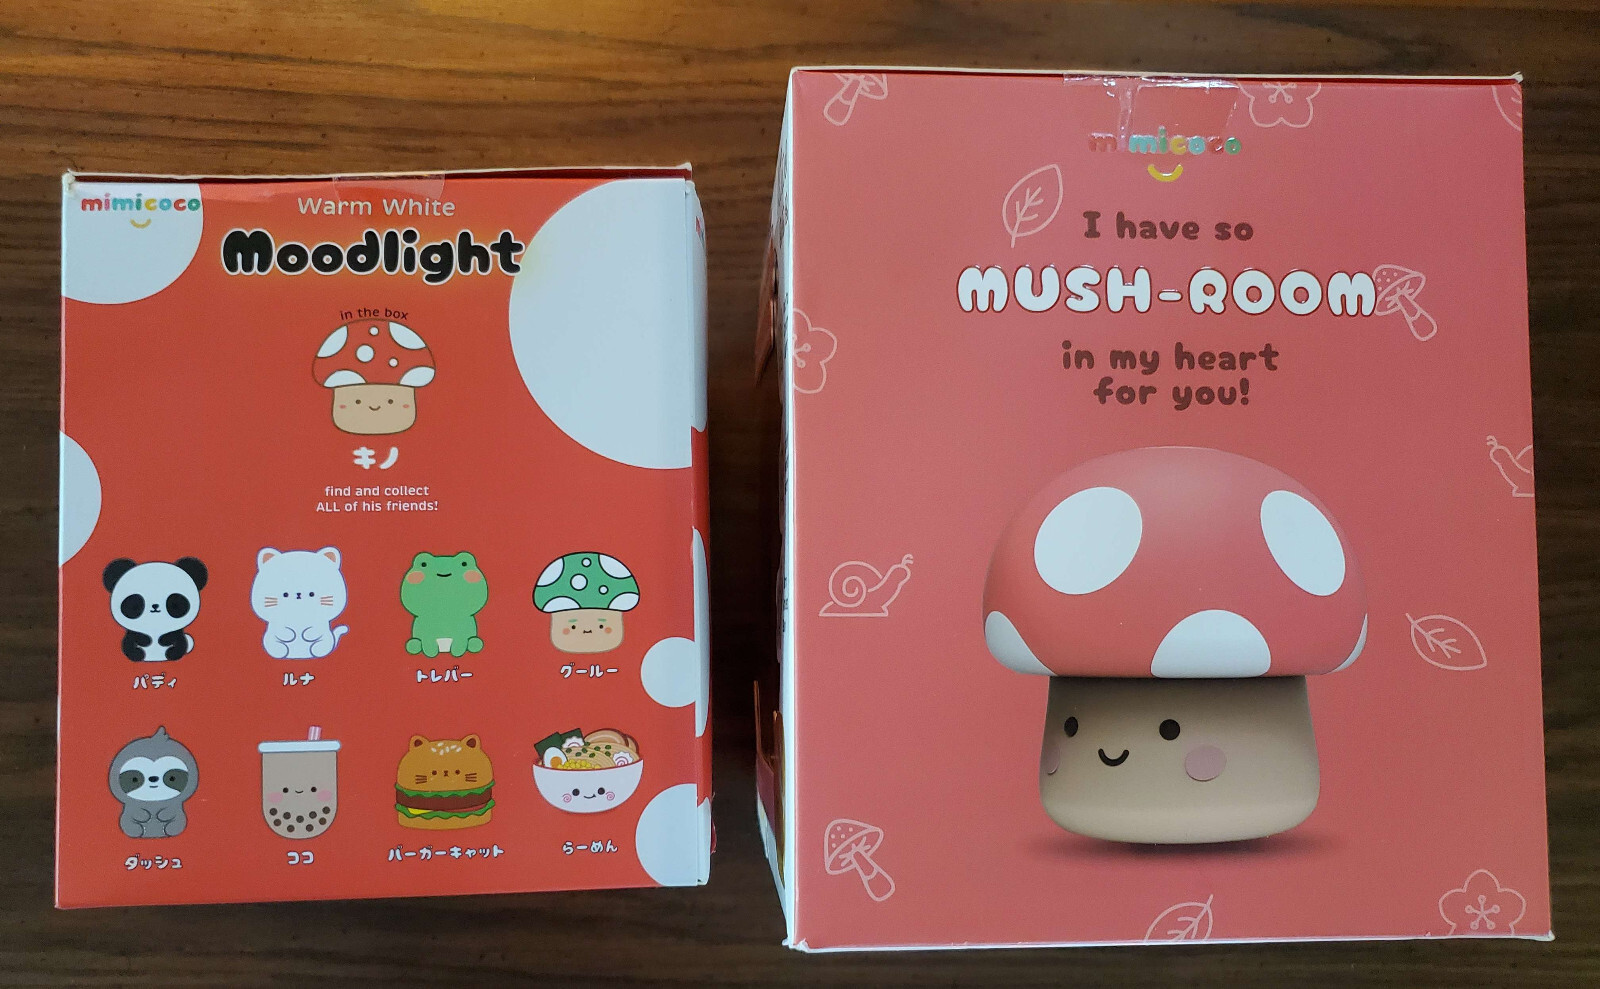 mimicoco
Warm White
Moodlight
in the box
キノ
find and collect
ALL of his friends!
パディ
ルナ
トレバー
グールー
ダッシュ
ココ
バーガーキャット
らーめん
mimicoco
I have so
MUSH-ROOM
in my heart
for you!